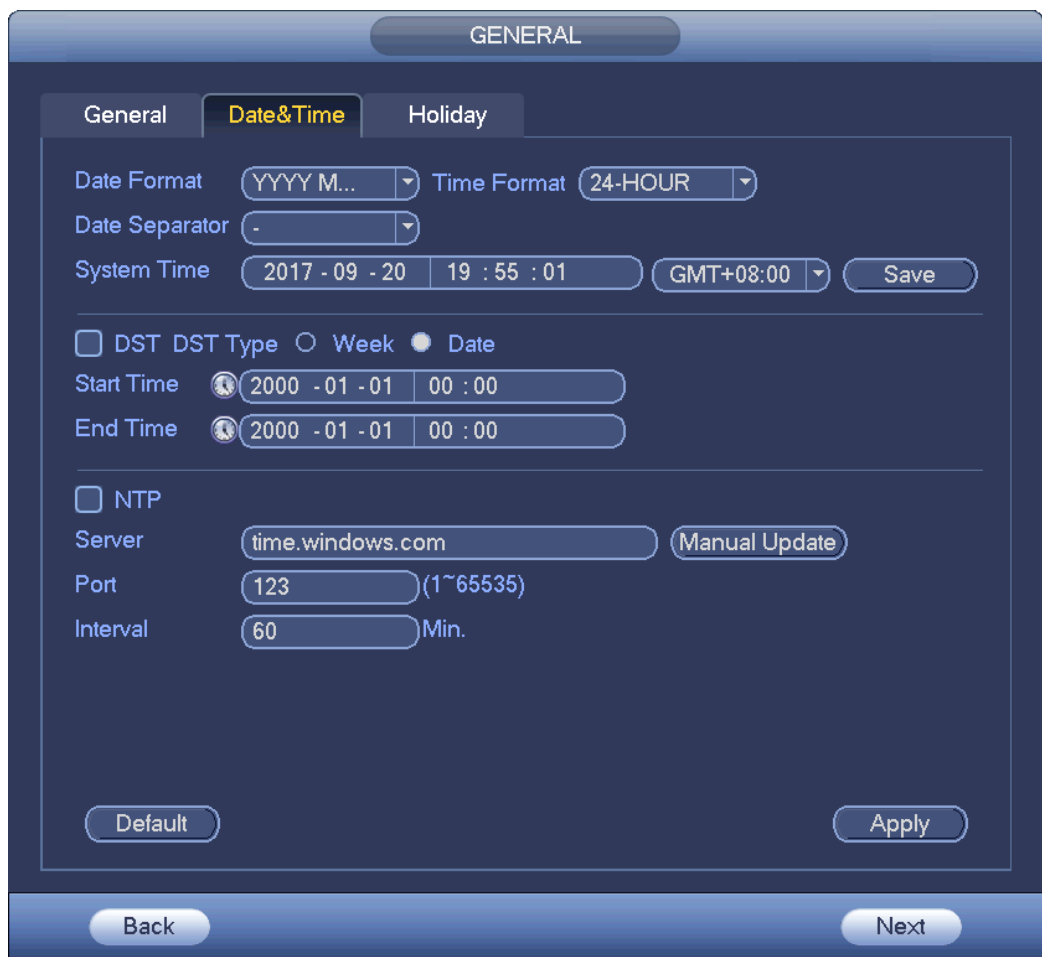 GENERAL
General Date&Time Holiday
Date Format YYYY M... Time Format 24-HOUR
Date Separator -
System Time 2017 - 09 - 20 19 : 55 : 01 GMT+08:00 Save
DST DST Type Week Date
Start Time 2000 - 01 - 01 00 : 00
End Time 2000 - 01 - 01 00 : 00
NTP
Server time.windows.com Manual Update
Port 123 (1~65535)
Interval 60 Min.
Default Apply
Back Next